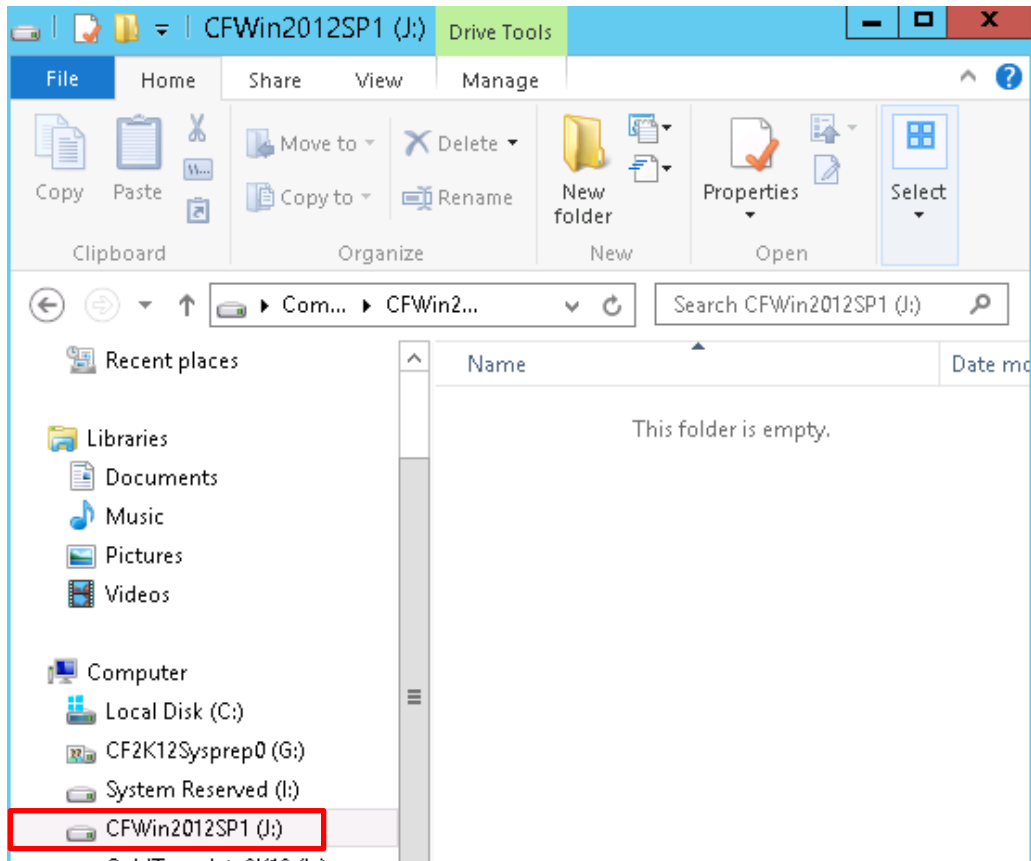 CFWin2012SP1 (J:) Drive Tools
File Home Share View Manage
Copy Paste Move to Copy to Delete Rename New folder Properties Select
Clipboard Organize New Open
Com... CFWin2... Search CFWin2012SP1 (J:)
Recent places
Name Date mo
This folder is empty.
Libraries
Documents
Music
Pictures
Videos
Computer
Local Disk (C:)
CF2K12Sysprep0 (G:)
System Reserved (I:)
CFWin2012SP1 (J:)